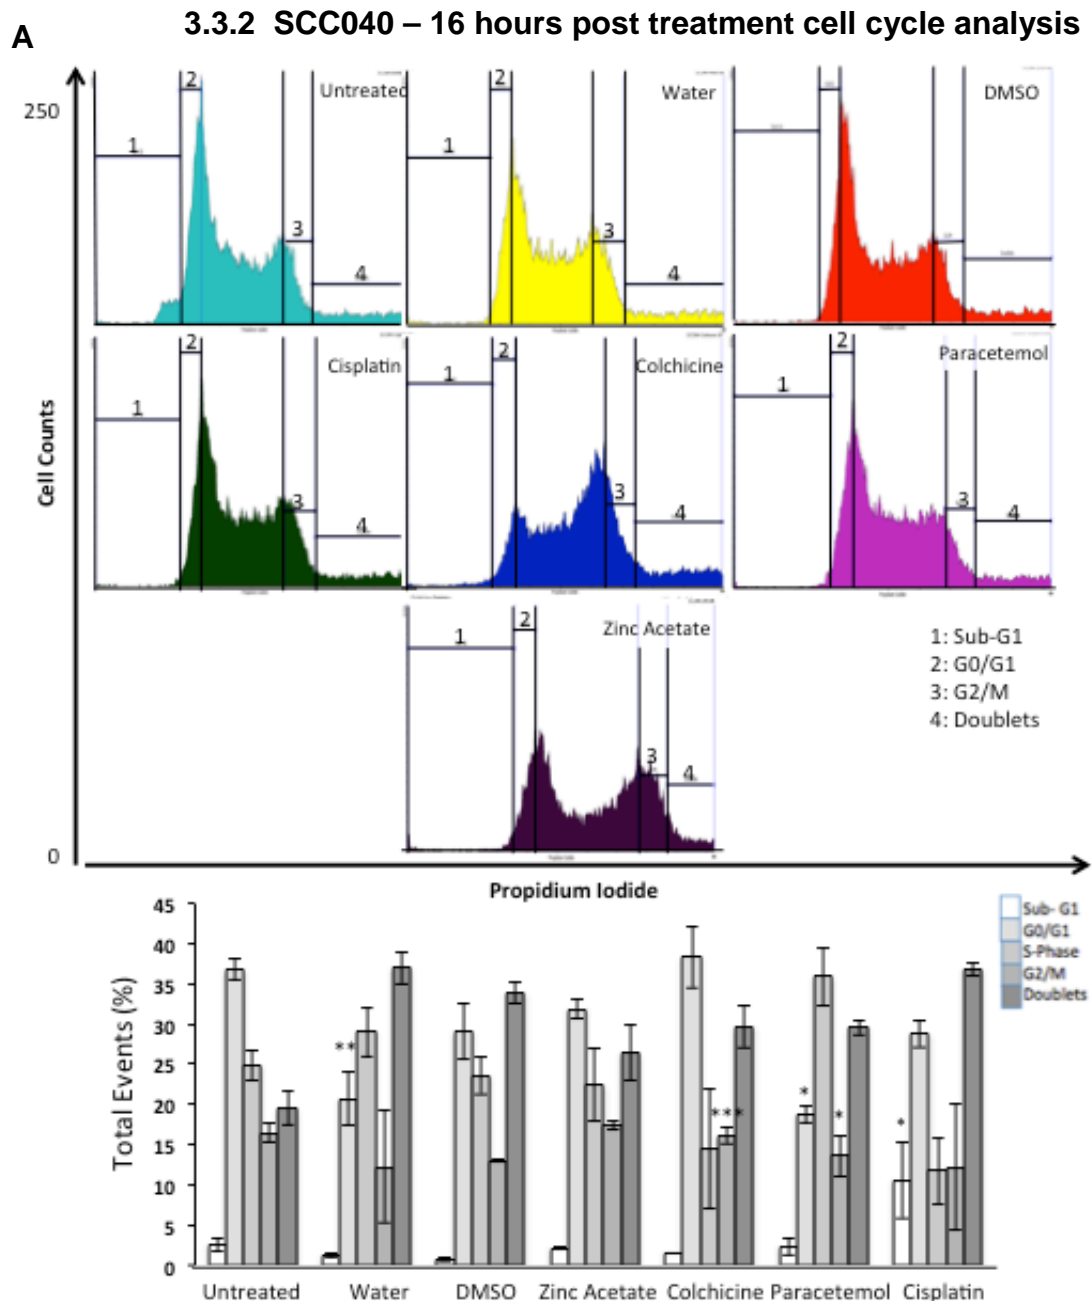 3.3.2 SCC040 – 16 hours post treatment cell cycle analysis
A
250
Cell Counts
0
2
Untreated
1
3
4
2
Water
1
3
4
DMSO
2
Cisplatin
1
3
4
2
Colchicine
1
3
4
2
Paracetemol
1
3
4
2
Zinc Acetate
1
3
4
1: Sub-G1
2: G0/G1
3: G2/M
4: Doublets
Propidium Iodide
Total Events (%)
45
40
35
30
25
20
15
10
5
0
**
***
*
*
*
Sub- G1
G0/G1
S-Phase
G2/M
Doublets
Untreated Water DMSO Zinc Acetate Colchicine Paracetemol Cisplatin